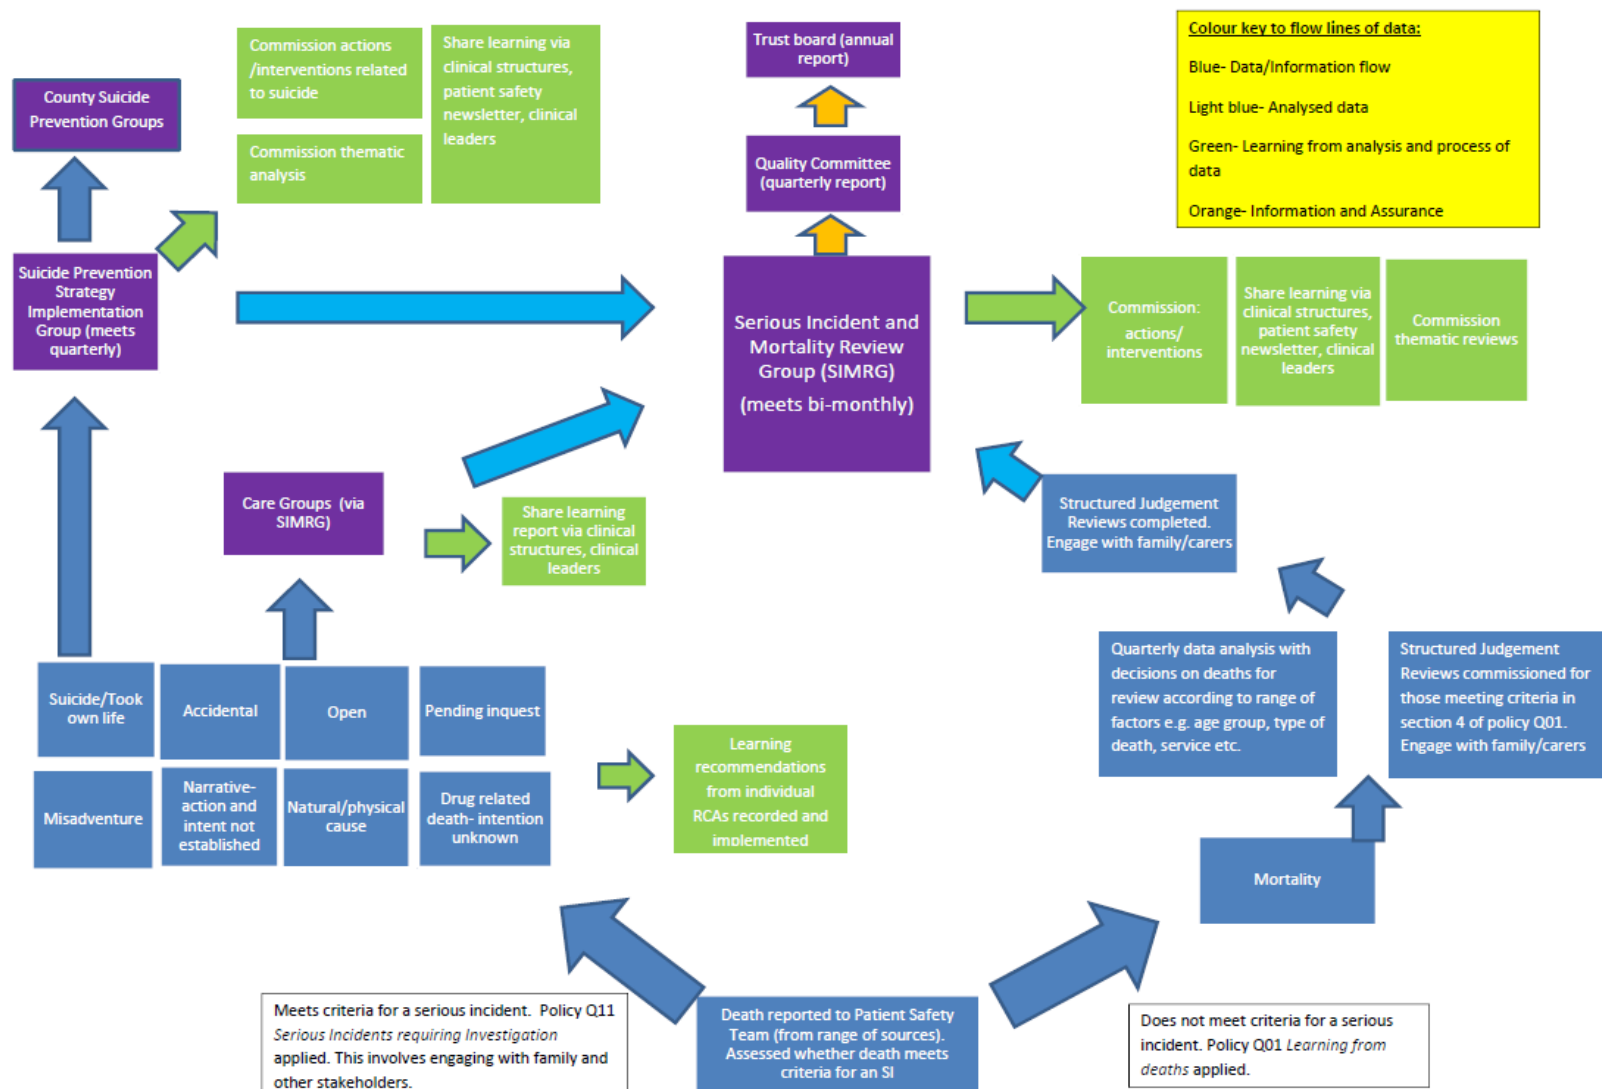 Commission actions
/interventions related
to suicide
Share learning via
clinical structures,
patient safety
newsletter, clinical
leaders
Trust board (annual
report)
Colour key to flow lines of data:
Blue- Data/Information flow
Light blue- Analysed data
Green- Learning from analysis and process of
data
Orange- Information and Assurance
County Suicide
Prevention Groups
Commission thematic
analysis
Quality Committee
(quarterly report)
Suicide Prevention
Strategy
Implementation
Group (meets
quarterly)
Serious Incident and
Mortality Review
Group (SIMRG)
(meets bi-monthly)
Commission:
actions/
interventions
Share learning via
clinical structures,
patient safety
newsletter, clinical
leaders
Commission
thematic reviews
Care Groups (via
SIMRG)
Share learning
report via clinical
structures, clinical
leaders
Structured Judgement
Reviews completed.
Engage with family/carers
Quarterly data analysis with
decisions on deaths for
review according to range of
factors e.g. age group, type of
death, service etc.
Structured Judgement
Reviews commissioned for
those meeting criteria in
section 4 of policy Q01.
Engage with family/carers
Suicide/Took
own life
Accidental
Open
Pending inquest
Misadventure
Narrative-
action and
intent not
established
Natural/physical
cause
Drug related
death- intention
unknown
Learning
recommendations
from individual
RCAs recorded and
implemented
Mortality
Meets criteria for a serious incident. Policy Q11
Serious Incidents requiring Investigation
applied. This involves engaging with family and
other stakeholders.
Death reported to Patient Safety
Team (from range of sources).
Assessed whether death meets
criteria for an SI
Does not meet criteria for a serious
incident. Policy Q01 Learning from
deaths applied.